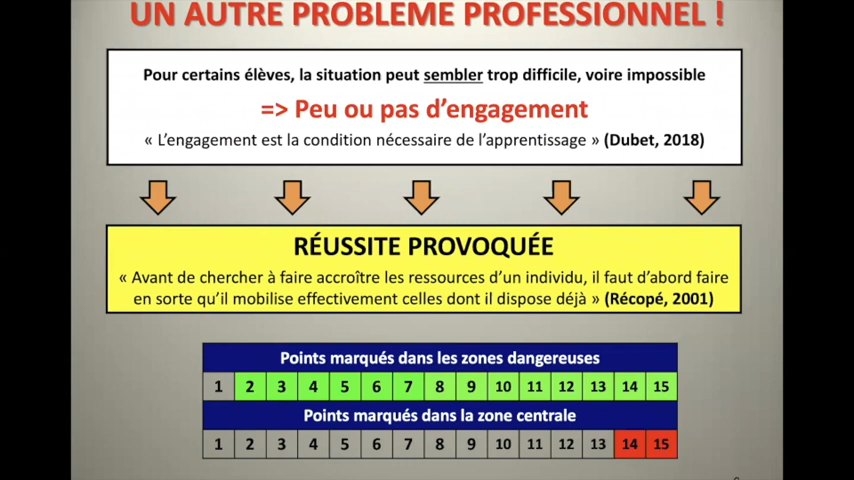 UN AUTRE PROBLEME PROFESSIONNEL !
Pour certains élèves, la situation peut sembler trop difficile, voire impossible
=> Peu ou pas d'engagement
« L'engagement est la condition nécessaire de l'apprentissage » (Dubet, 2018)
RÉUSSITE PROVOQUÉE
« Avant de chercher à faire accroître les ressources d'un individu, il faut d'abord faire
en sorte qu'il mobilise effectivement celles dont il dispose déjà » (Récopé, 2001)
Points marqués dans les zones dangereuses
1 2 3 4 5 6 7 8 9 10 11 12 13 14 15
Points marqués dans la zone centrale
1 2 3 4 5 6 7 8 9 10 11 12 13 14 15